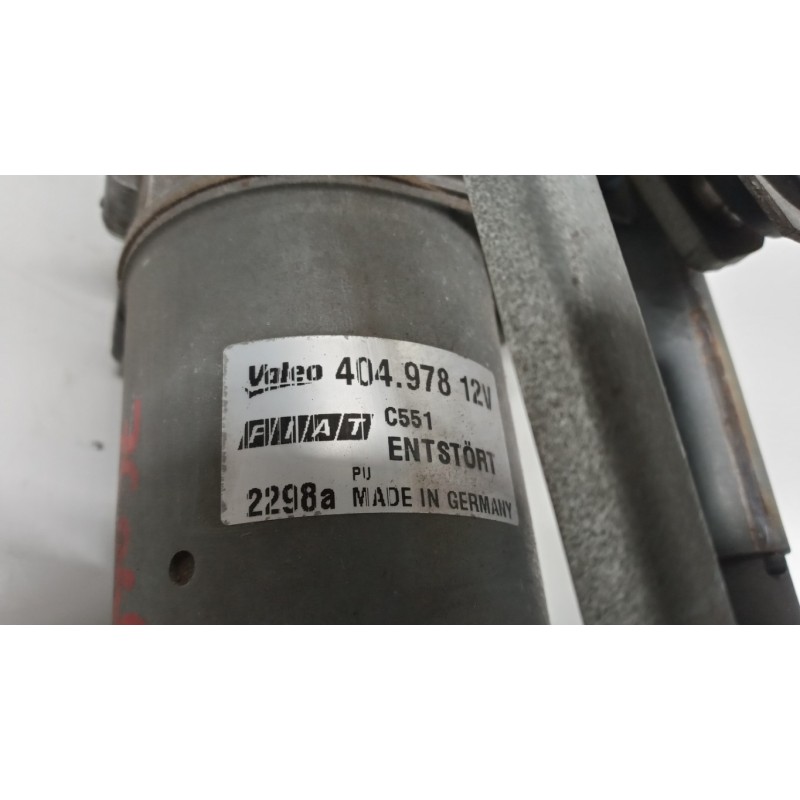 Valeo 404.978 12V
FIAT C551
ENTSTÖRT
PU
2298a MADE IN GERMANY